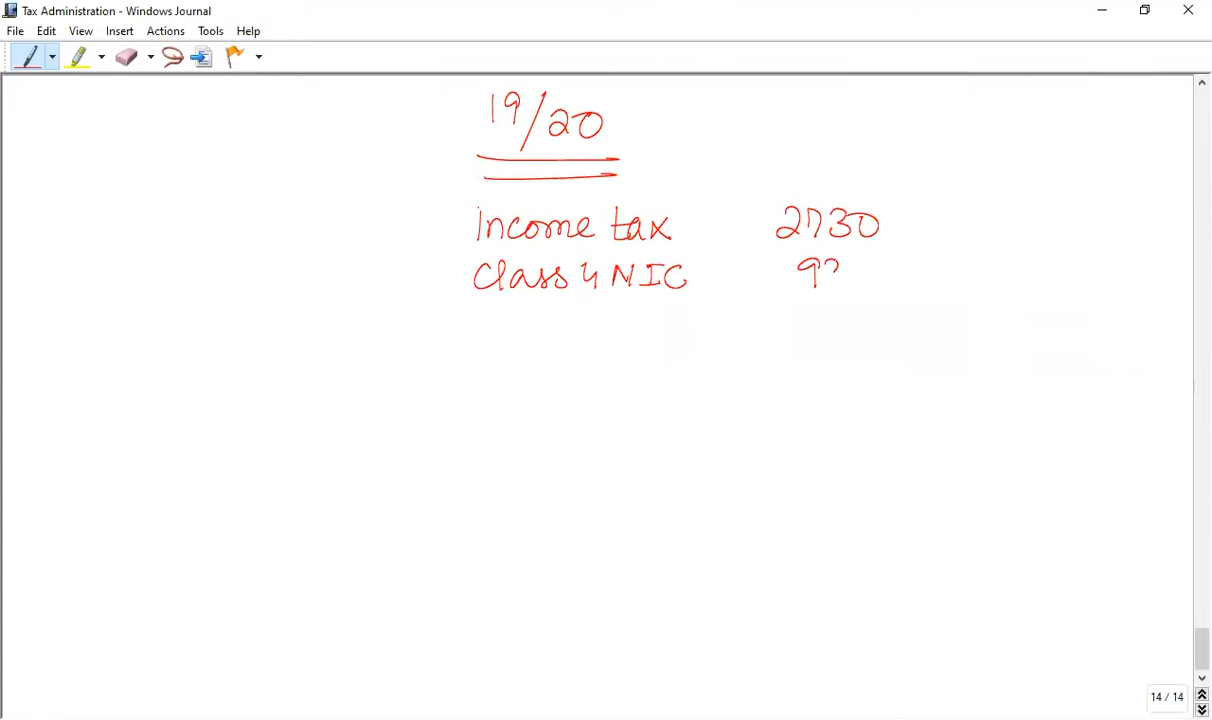 Tax Administration - Windows Journal
File Edit View Insert Actions Tools Help
19/20
income tax 2730
Class 4 NIC
14 / 14